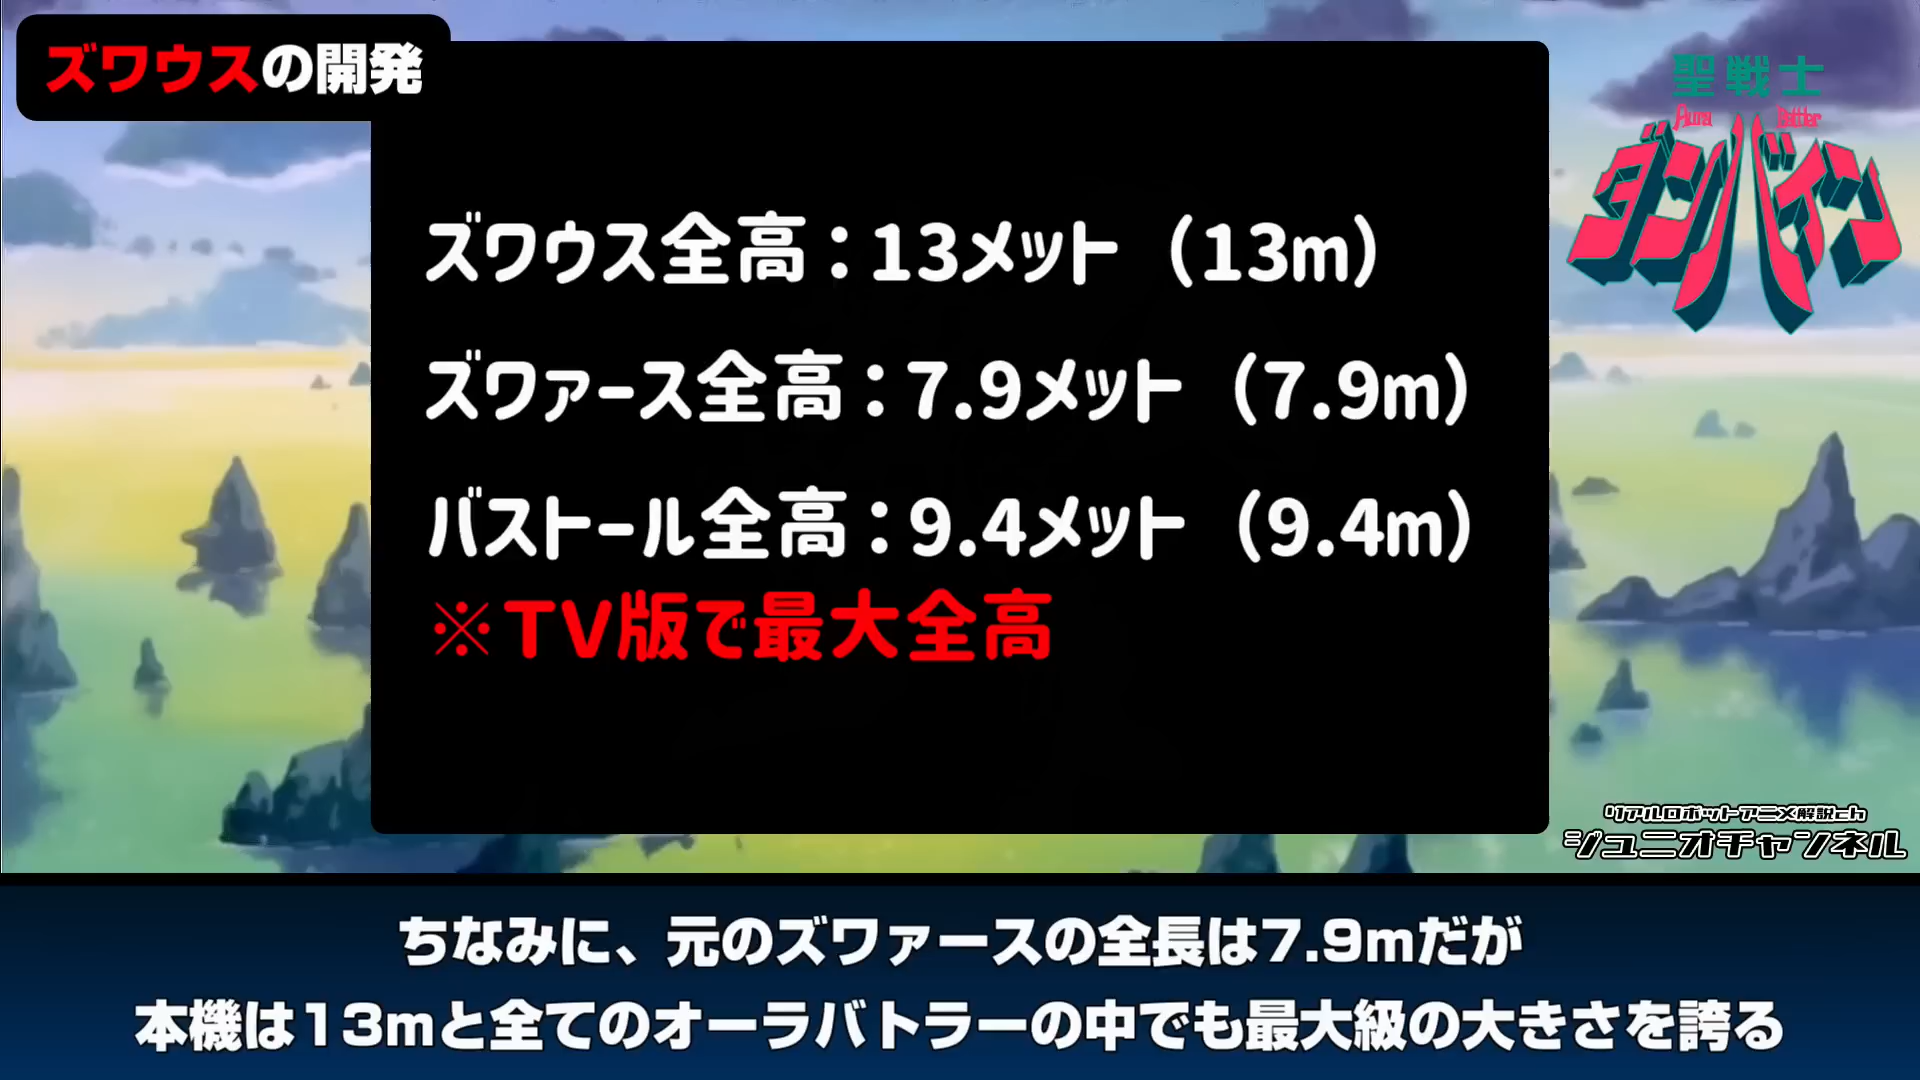 ズワウスの開発
聖戦士
Aura Battler
ダンバイン
ズワウス全高：13メット（13m）
ズワァース全高：7.9メット（7.9m）
バストール全高：9.4メット（9.4m）
※TV版で最大全高
リアルロボットアニメ解説ch
ジュニオチャンネル
ちなみに、元のズワァースの全長は7.9mだが
本機は13mと全てのオーラバトラーの中でも最大級の大きさを誇る